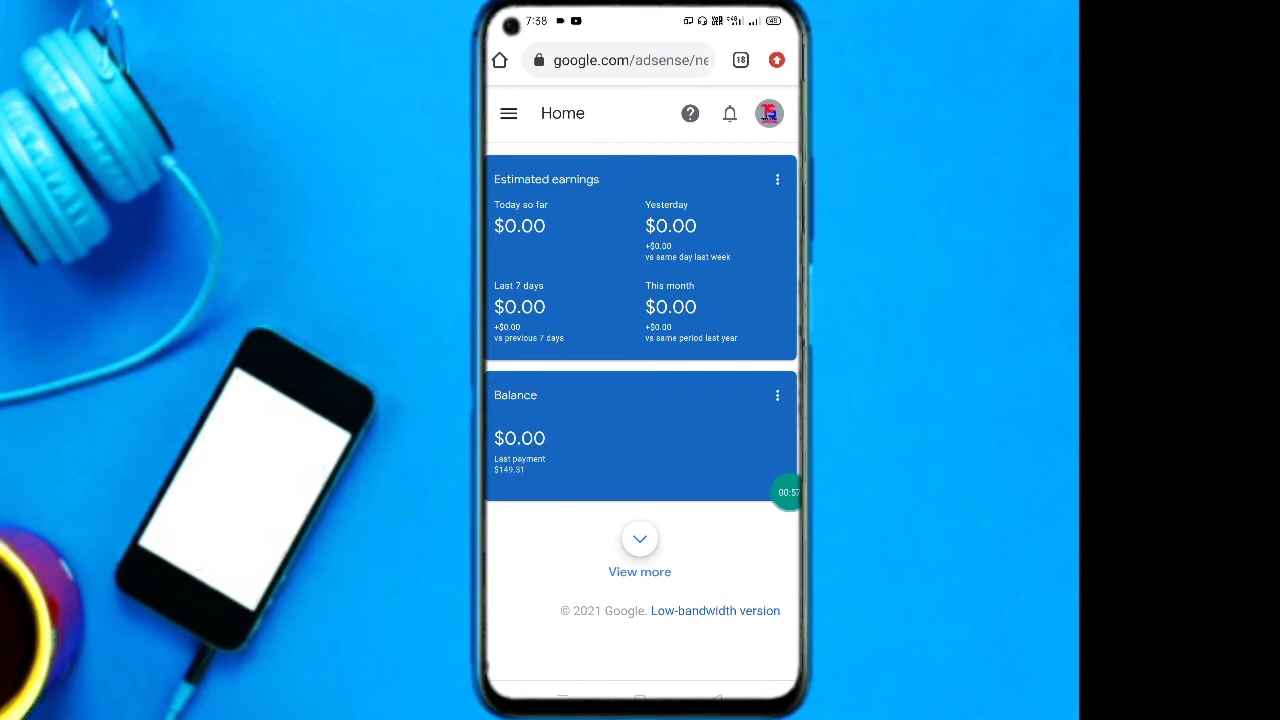 7:38
google.com/adsense/ne
18
Home
Estimated earnings
Today so far
$0.00
Yesterday
$0.00
+$0.00
vs same day last week
Last 7 days
$0.00
+$0.00
vs previous 7 days
This month
$0.00
+$0.00
vs same period last year
Balance
$0.00
Last payment
$149.31
00:57
View more
© 2021 Google. Low-bandwidth version